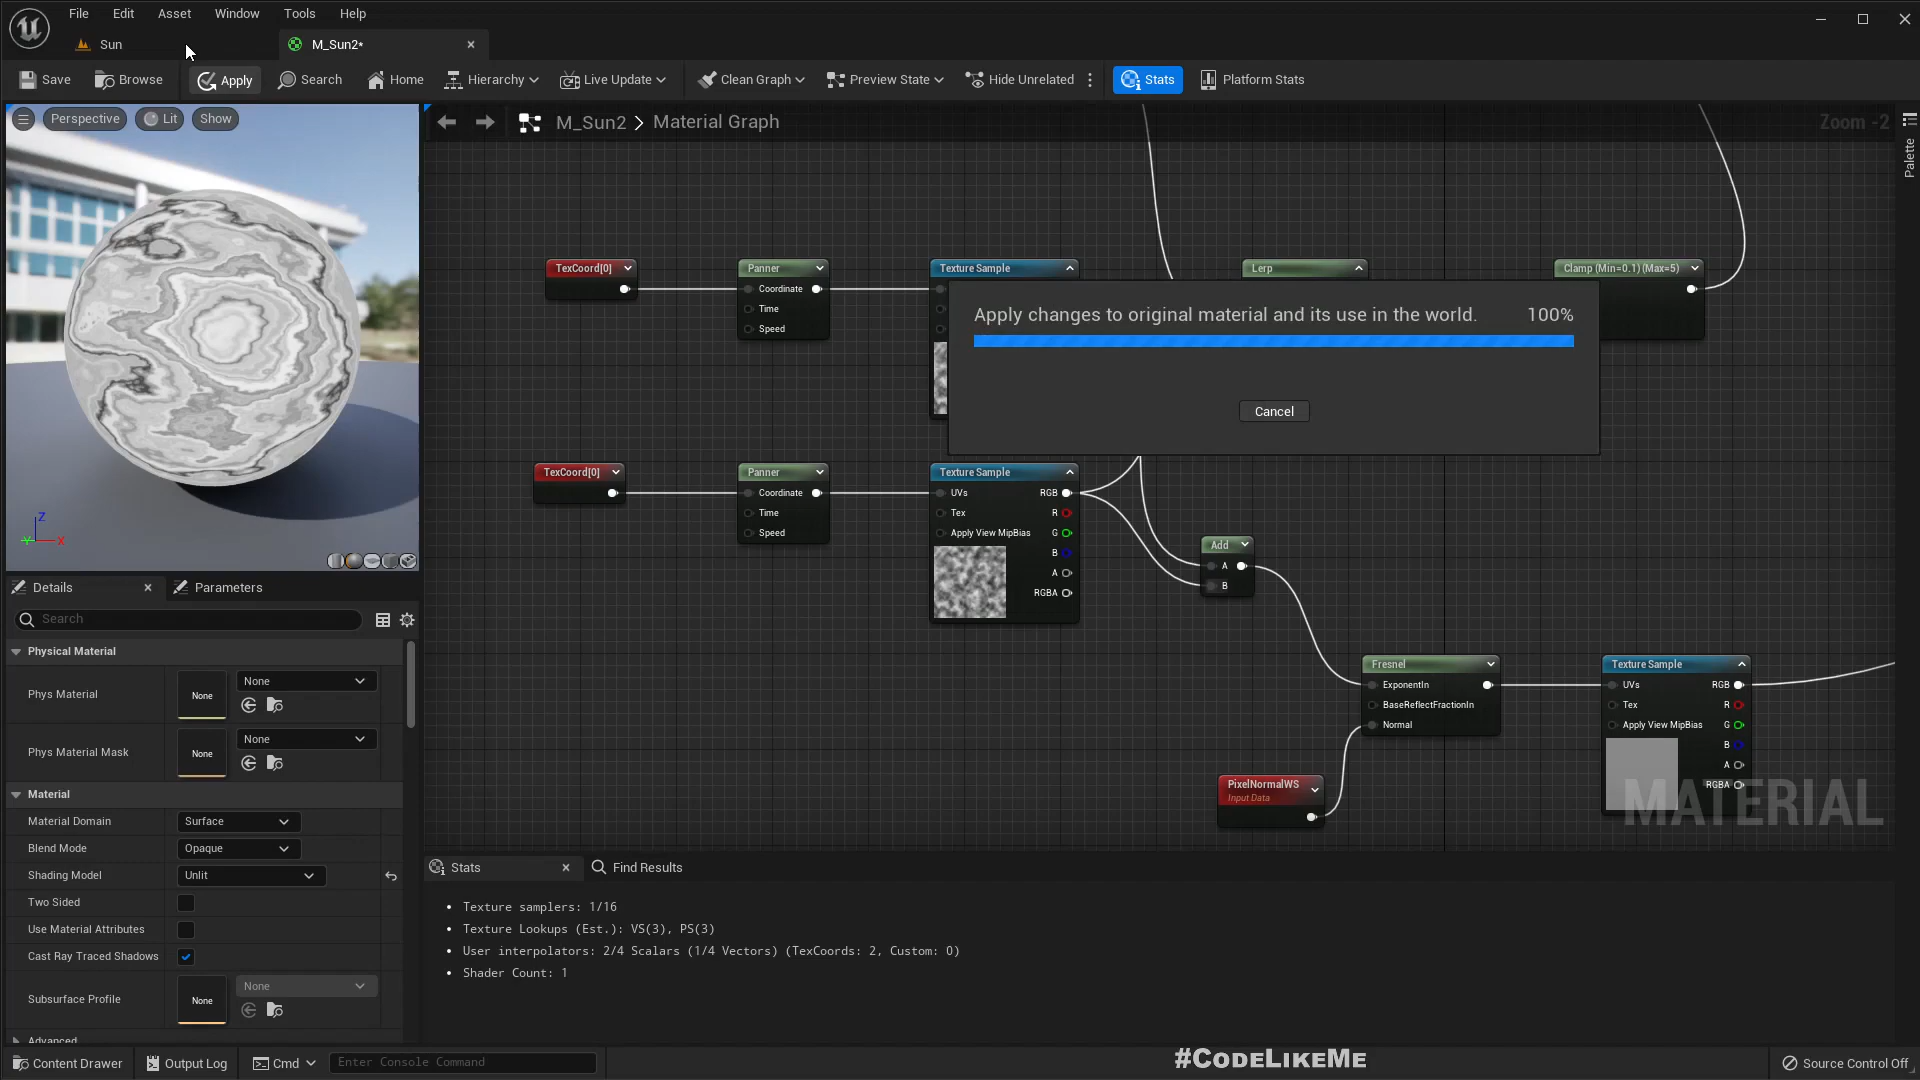 File Edit Asset Window Tools Help
Sun
M_Sun2*
Save Browse Apply Search Home Hierarchy Live Update Clean Graph Preview State Hide Unrelated Stats Platform Stats
Perspective Lit Show
M_Sun2 > Material Graph
Zoom -2
Palette
TexCoord[0] Panner Texture Sample Lerp Clamp (Min=0.1) (Max=5)
Coordinate
Time
Speed
Apply changes to original material and its use in the world. 100%
Cancel
TexCoord[0] Panner Texture Sample
Coordinate UVs RGB
Time Tex R
Speed Apply View MipBias G
B
A
RGBA
Add
A
B
Z
Y X
Fresnel Texture Sample
ExponentIn UVs RGB
BaseReflectFractionIn Tex R
Normal Apply View MipBias G
B
A
RGBA
PixelNormalWS
Input Data
MATERIAL
Details Parameters
Search
Physical Material
Phys Material None None
Phys Material Mask None None
Material
Material Domain Surface
Blend Mode Opaque
Shading Model Unlit
Two Sided
Use Material Attributes
Cast Ray Traced Shadows
Subsurface Profile None None
Advanced
Stats Find Results
• Texture samplers: 1/16
• Texture Lookups (Est.): VS(3), PS(3)
• User interpolators: 2/4 Scalars (1/4 Vectors) (TexCoords: 2, Custom: 0)
• Shader Count: 1
Content Drawer Output Log Cmd Enter Console Command
#CodeLikeMe
Source Control Off